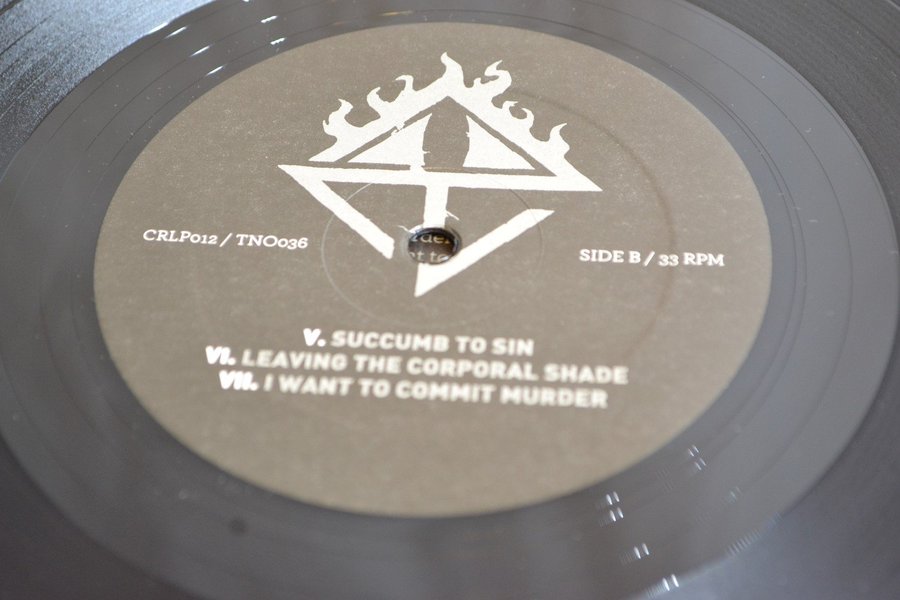 CRLP012 / TNO036
SIDE B / 33 RPM
V. SUCCUMB TO SIN
VI. LEAVING THE CORPORAL SHADE
VII. I WANT TO COMMIT MURDER